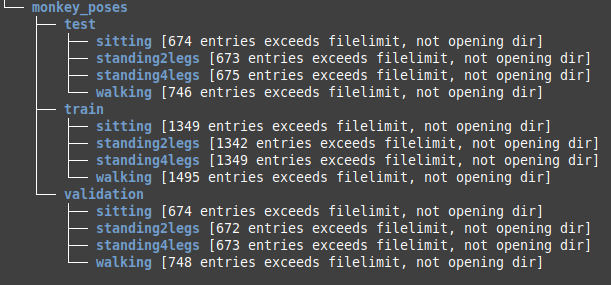 └── monkey_poses
    ├── test
    │   ├── sitting [674 entries exceeds filelimit, not opening dir]
    │   ├── standing2legs [673 entries exceeds filelimit, not opening dir]
    │   ├── standing4legs [675 entries exceeds filelimit, not opening dir]
    │   └── walking [746 entries exceeds filelimit, not opening dir]
    ├── train
    │   ├── sitting [1349 entries exceeds filelimit, not opening dir]
    │   ├── standing2legs [1342 entries exceeds filelimit, not opening dir]
    │   ├── standing4legs [1349 entries exceeds filelimit, not opening dir]
    │   └── walking [1495 entries exceeds filelimit, not opening dir]
    └── validation
        ├── sitting [674 entries exceeds filelimit, not opening dir]
        ├── standing2legs [672 entries exceeds filelimit, not opening dir]
        ├── standing4legs [673 entries exceeds filelimit, not opening dir]
        └── walking [748 entries exceeds filelimit, not opening dir]